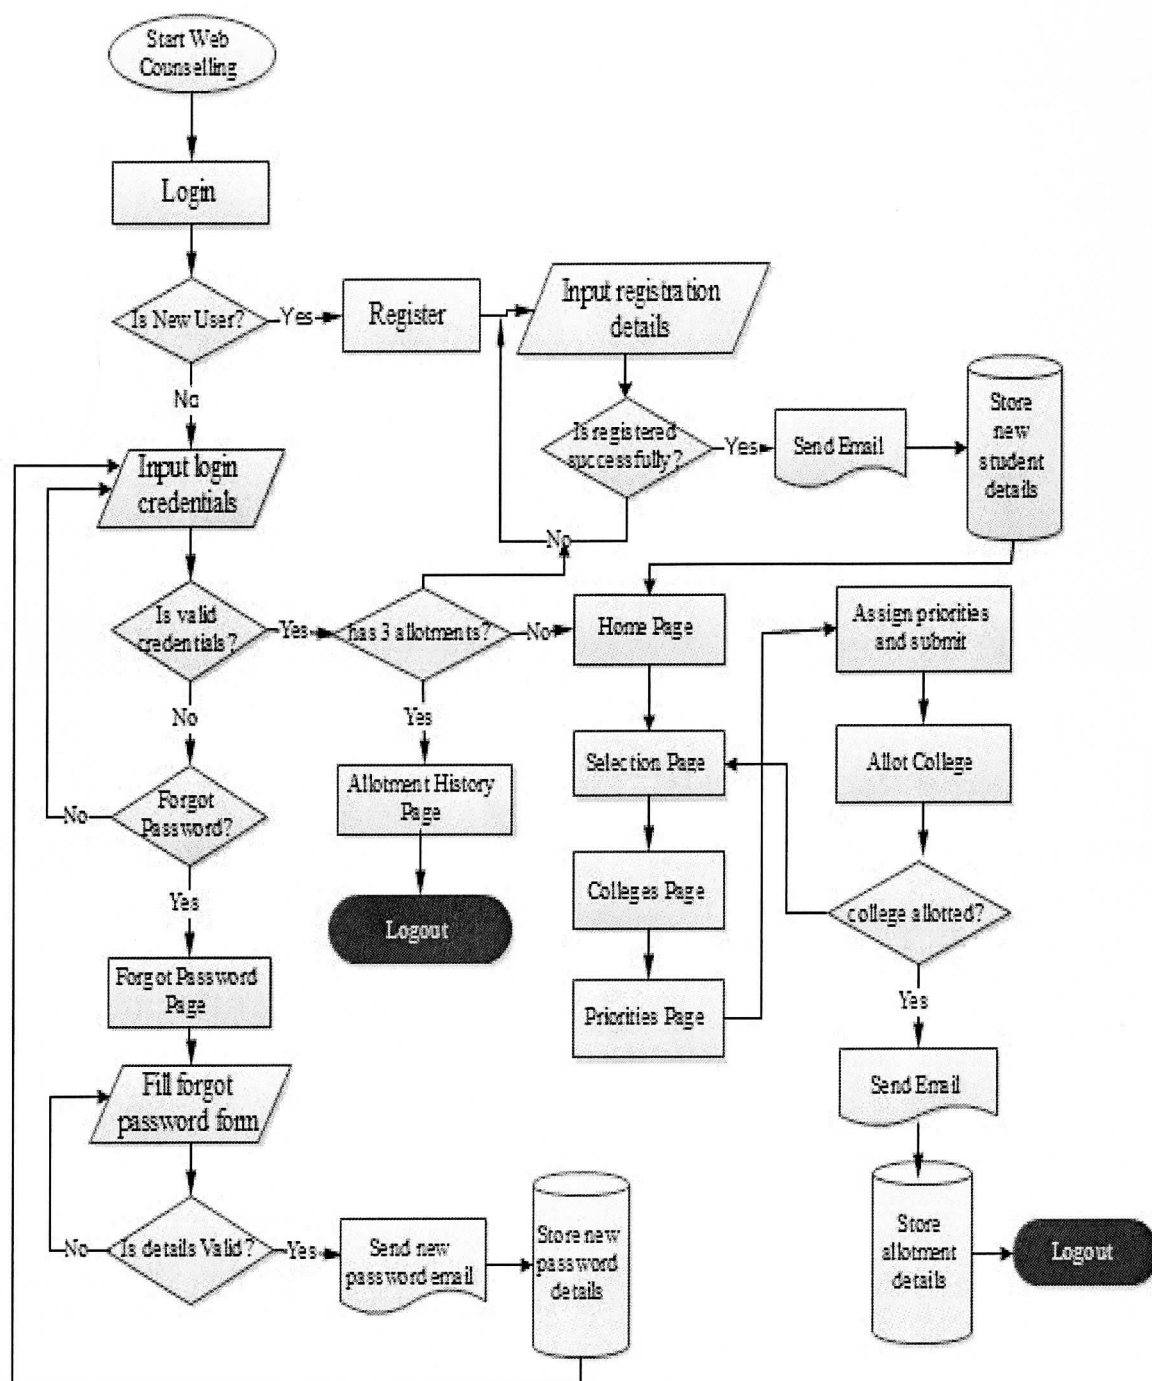 Start Web
Counselling
Login
Is New User?
Yes
Register
Input registration
details
No
Is registered
successfully?
Yes
Send Email
Store
new
student
details
Input login
credentials
No
Is valid
credentials?
Yes
has 3 allotments?
No
Home Page
Assign priorities
and submit
No
Yes
Selection Page
Allot College
Allotment History
Page
Forgot
Password?
No
Colleges Page
college allotted?
Yes
Logout
Forgot Password
Page
Priorities Page
Yes
Fill forgot
password form
Send Email
Is details Valid?
No
Yes
Send new
password email
Store new
password
details
Store
allotment
details
Logout